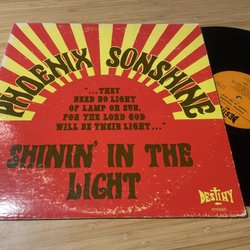 PHOENIX SONSHINE
"...THEY
NEED NO LIGHT
OF LAMP OR SUN,
FOR THE LORD GOD
WILL BE THEIR LIGHT..."
SHININ' IN THE
LIGHT
DESTINY
STEREO